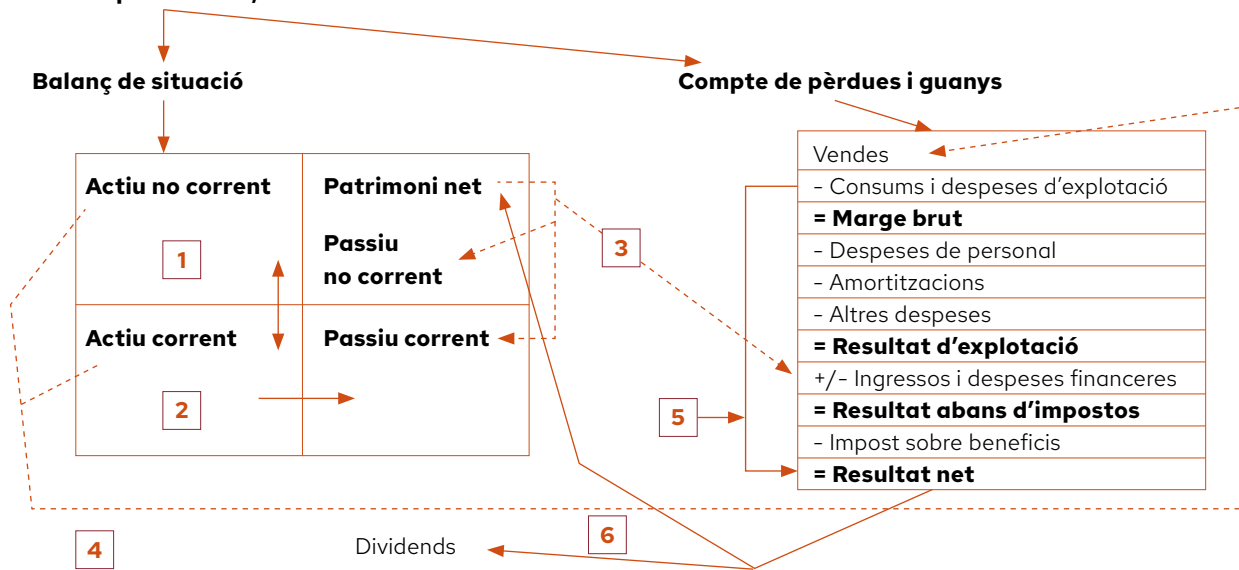 Balanç de situació
Compte de pèrdues i guanys
Actiu no corrent
1
Patrimoni net
Passiu
no corrent
3
Actiu corrent
2
Passiu corrent
Vendes
- Consums i despeses d’explotació
= Marge brut
- Despeses de personal
- Amortitzacions
- Altres despeses
= Resultat d’explotació
+/- Ingressos i despeses financeres
= Resultat abans d’impostos
- Impost sobre beneficis
= Resultat net
5
4
Dividends
6